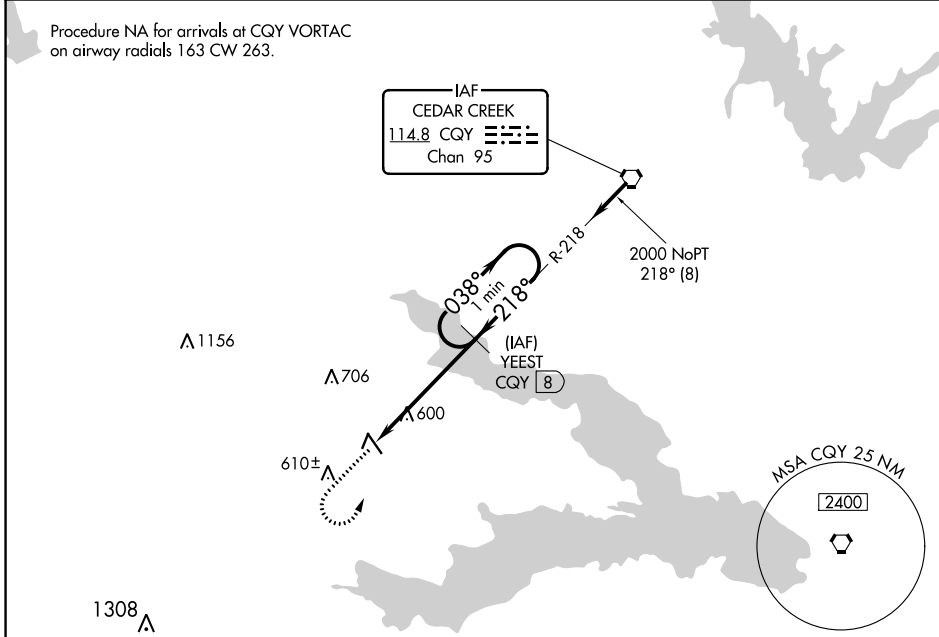 Procedure NA for arrivals at CQY VORTAC
on airway radials 163 CW 263.
IAF
CEDAR CREEK
114.8 CQY
Chan 95
R-218
2000 NoPT
218° (8)
038°
1 min
218°
(IAF)
YEEST
CQY 8
1156
706
600
610±
MSA CQY 25 NM
2400
1308